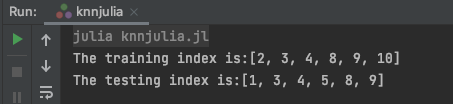 Run: knnjulia ×
julia knnjulia.jl
The training index is:[2, 3, 4, 8, 9, 10]
The testing index is:[1, 3, 4, 5, 8, 9]